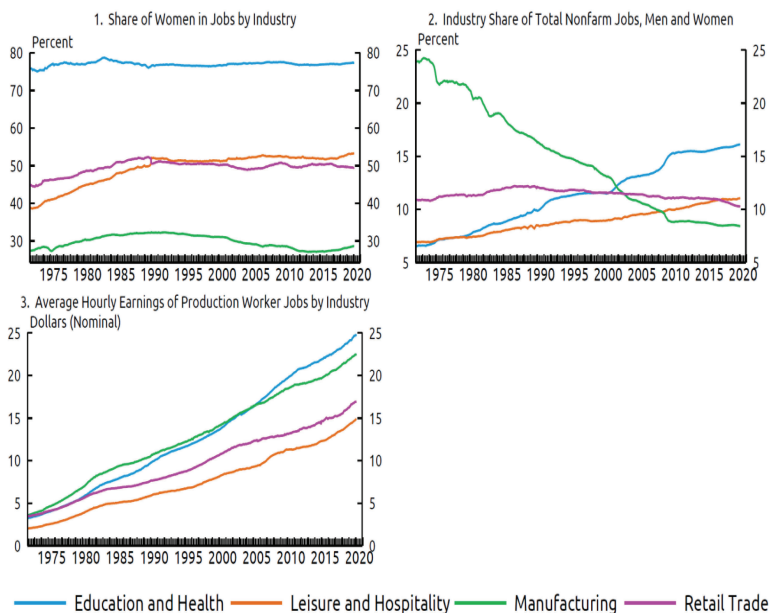 1. Share of Women in Jobs by Industry
Percent
80 80
70 70
60 60
50 50
40 40
30 30
1975 1980 1985 1990 1995 2000 2005 2010 2015 2020
2. Industry Share of Total Nonfarm Jobs, Men and Women
Percent
25 25
20 20
15 15
10 10
5 5
1975 1980 1985 1990 1995 2000 2005 2010 2015 2020
3. Average Hourly Earnings of Production Worker Jobs by Industry
Dollars (Nominal)
25 25
20 20
15 15
10 10
5 5
0 0
1975 1980 1985 1990 1995 2000 2005 2010 2015 2020
Education and Health Leisure and Hospitality Manufacturing Retail Trade